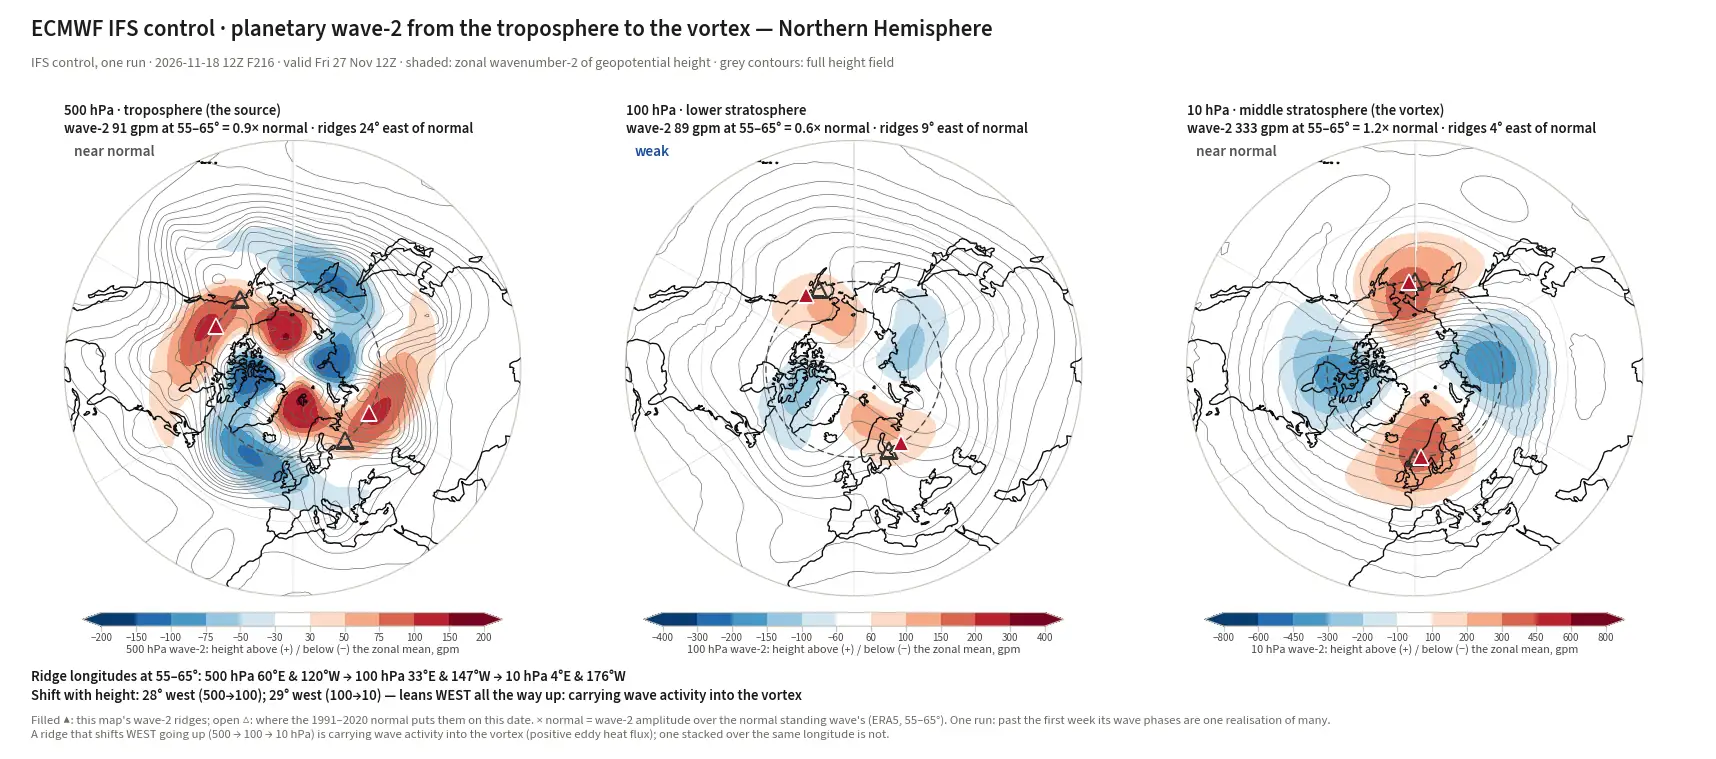 ECMWF IFS control · planetary wave-2 from the troposphere to the vortex — Northern Hemisphere
IFS control, one run · 2026-11-18 12Z F216 · valid Fri 27 Nov 12Z · shaded: zonal wavenumber-2 of geopotential height · grey contours: full height field
500 hPa · troposphere (the source)
wave-2 91 gpm at 55–65° = 0.9× normal · ridges 24° east of normal
near normal
100 hPa · lower stratosphere
wave-2 89 gpm at 55–65° = 0.6× normal · ridges 9° east of normal
weak
10 hPa · middle stratosphere (the vortex)
wave-2 333 gpm at 55–65° = 1.2× normal · ridges 4° east of normal
near normal
−200 −150 −100 −75 −50 −30 30 50 75 100 150 200
500 hPa wave-2: height above (+) / below (−) the zonal mean, gpm
−400 −300 −200 −150 −100 −60 60 100 150 200 300 400
100 hPa wave-2: height above (+) / below (−) the zonal mean, gpm
−800 −600 −450 −300 −200 −100 100 200 300 450 600 800
10 hPa wave-2: height above (+) / below (−) the zonal mean, gpm
Ridge longitudes at 55–65°: 500 hPa 60°E & 120°W → 100 hPa 33°E & 147°W → 10 hPa 4°E & 176°W
Shift with height: 28° west (500→100); 29° west (100→10) — leans WEST all the way up: carrying wave activity into the vortex
Filled ▲: this map's wave-2 ridges; open △: where the 1991–2020 normal puts them on this date. × normal = wave-2 amplitude over the normal standing wave's (ERA5, 55–65°). One run: past the first week its wave phases are one realisation of many.
A ridge that shifts WEST going up (500 → 100 → 10 hPa) is carrying wave activity into the vortex (positive eddy heat flux); one stacked over the same longitude is not.